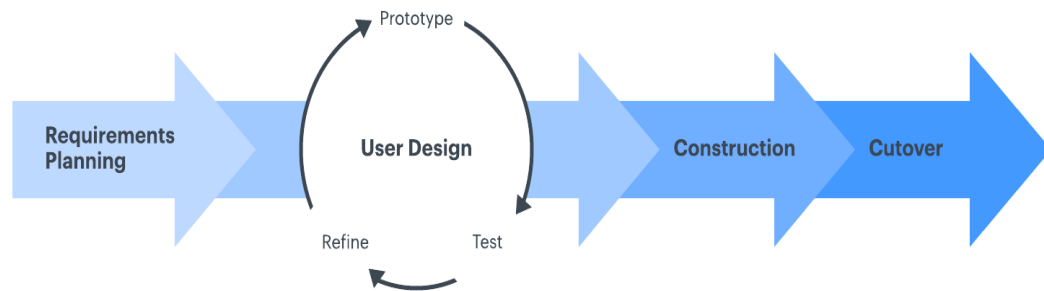 Prototype
Requirements
Planning
User Design
Construction
Cutover
Refine
Test